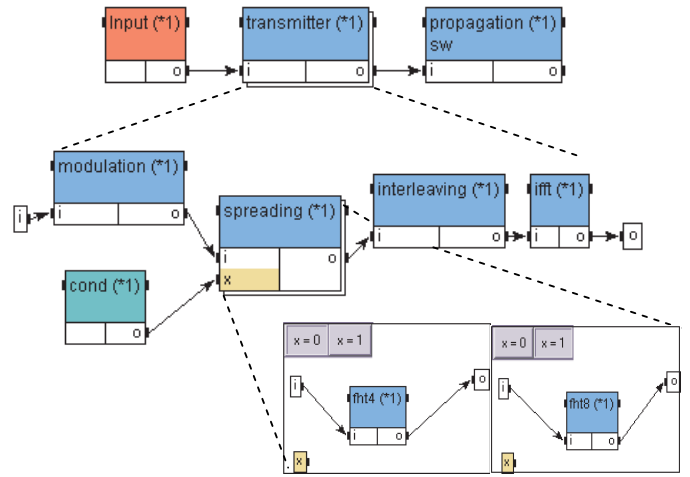 Input (*1)
transmitter (*1)
propagation (*1)
sw
o
i
o
i
o
modulation (*1)
i
i
o
spreading (*1)
i
o
x
cond (*1)
o
interleaving (*1)
i
o
ifft (*1)
i
o
o
x = 0
x = 1
i
fht4 (*1)
i
o
o
x
x = 0
x = 1
i
fht8 (*1)
i
o
o
x